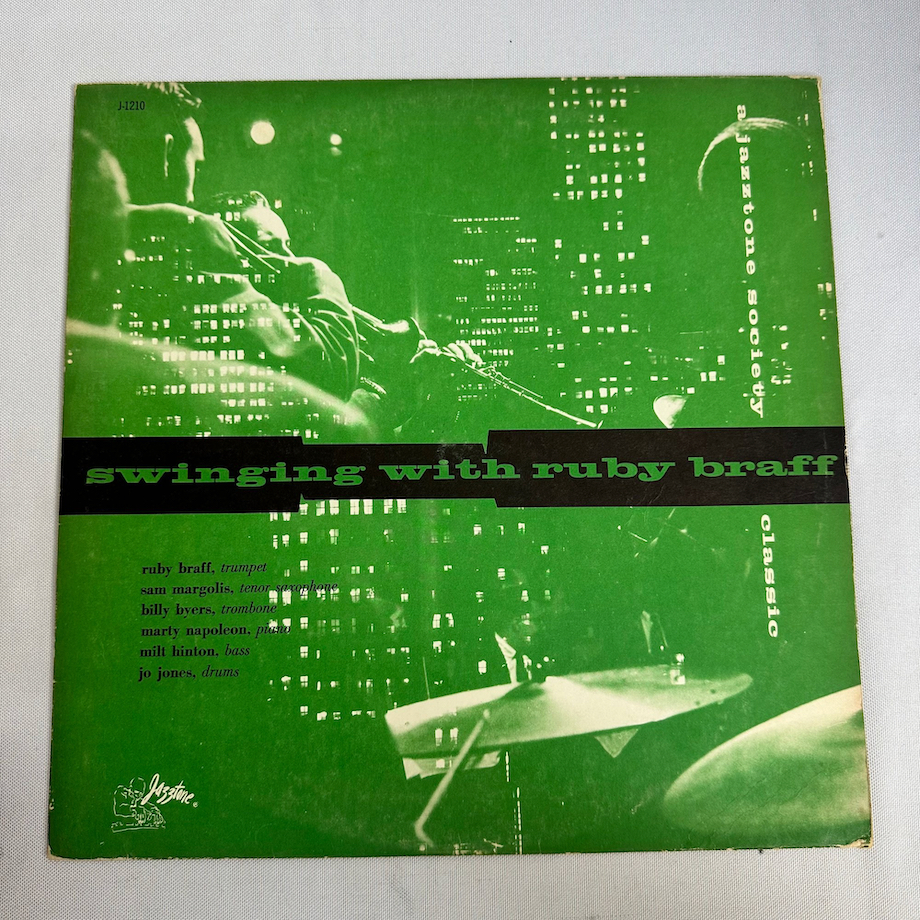 J-1210
a jazztone society
swinging with ruby braff
classic
ruby braff, trumpet
sam margolis, tenor saxophone
billy byers, trombone
marty napoleon, piano
milt hinton, bass
jo jones, drums
Jazztone